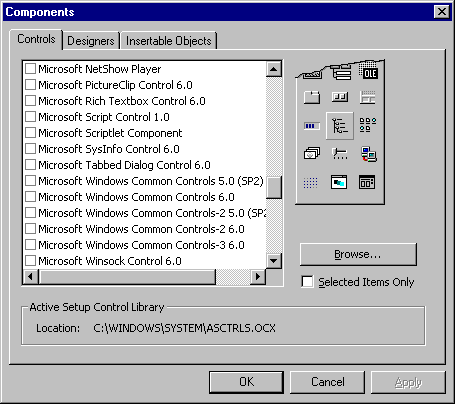 Components
Controls Designers Insertable Objects
Microsoft NetShow Player
Microsoft PictureClip Control 6.0
Microsoft Rich Textbox Control 6.0
Microsoft Script Control 1.0
Microsoft Scriptlet Component
Microsoft SysInfo Control 6.0
Microsoft Tabbed Dialog Control 6.0
Microsoft Windows Common Controls 5.0 (SP2)
Microsoft Windows Common Controls 6.0
Microsoft Windows Common Controls-2 5.0 (SP2
Microsoft Windows Common Controls-2 6.0
Microsoft Windows Common Controls-3 6.0
Microsoft Winsock Control 6.0
OLE
Browse...
Selected Items Only
Active Setup Control Library
Location: C:\WINDOWS\SYSTEM\ASCTRLS.OCX
OK Cancel Apply